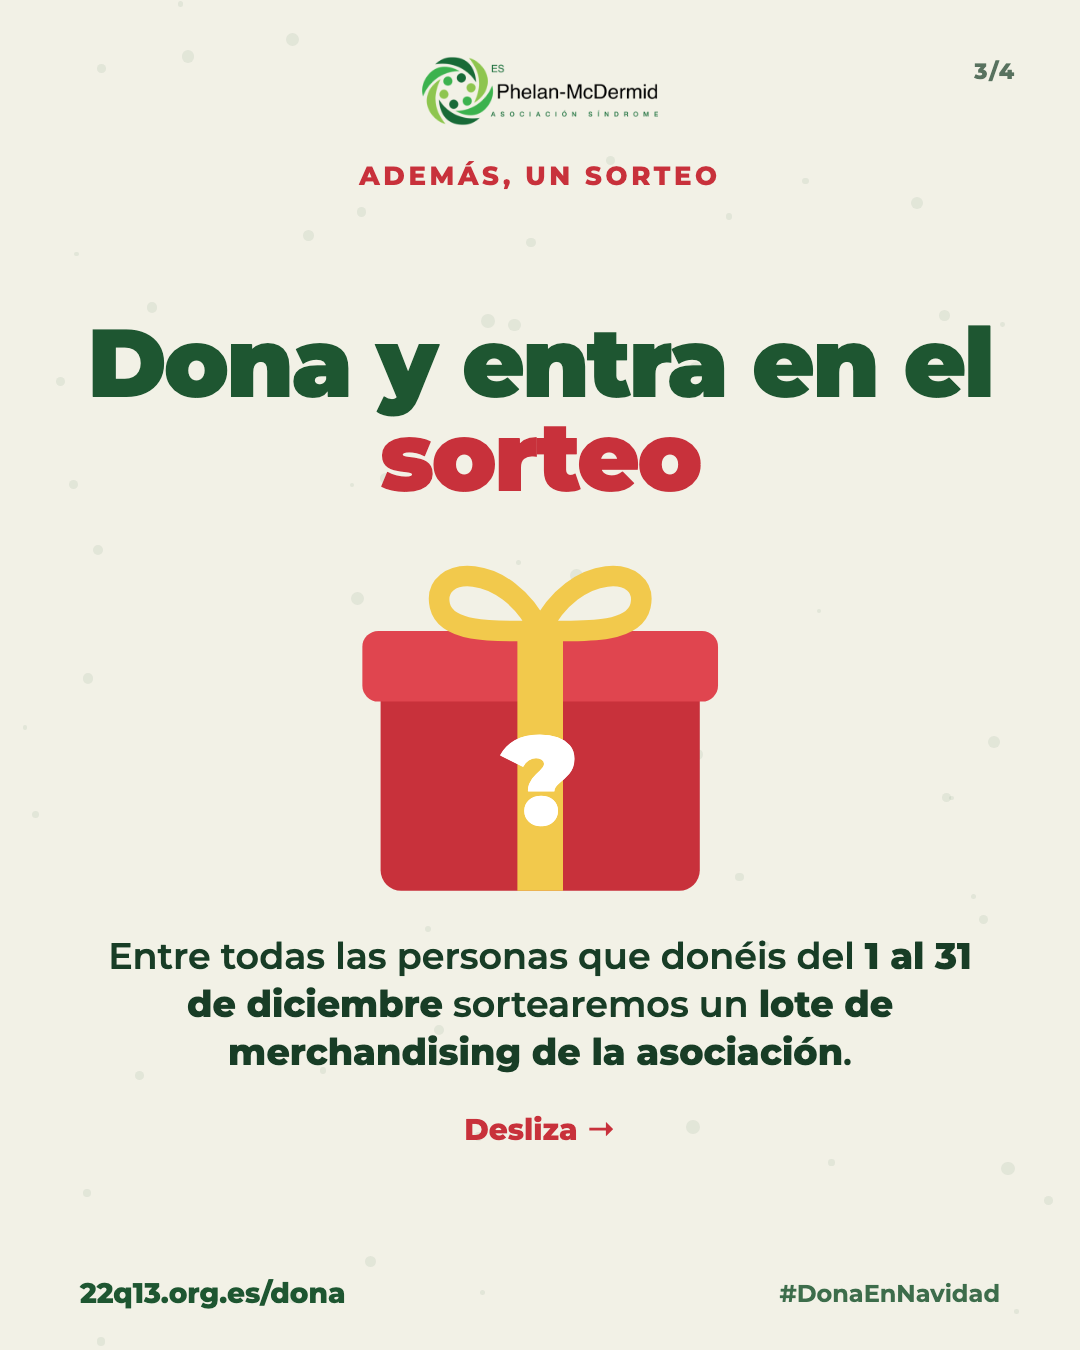 3/4
ES
Phelan-McDermid
ASOCIACIÓN SÍNDROME
ADEMÁS, UN SORTEO
Dona y entra en el
sorteo
?
Entre todas las personas que donéis del 1 al 31
de diciembre sortearemos un lote de
merchandising de la asociación.
Desliza →
22q13.org.es/dona
#DonaEnNavidad